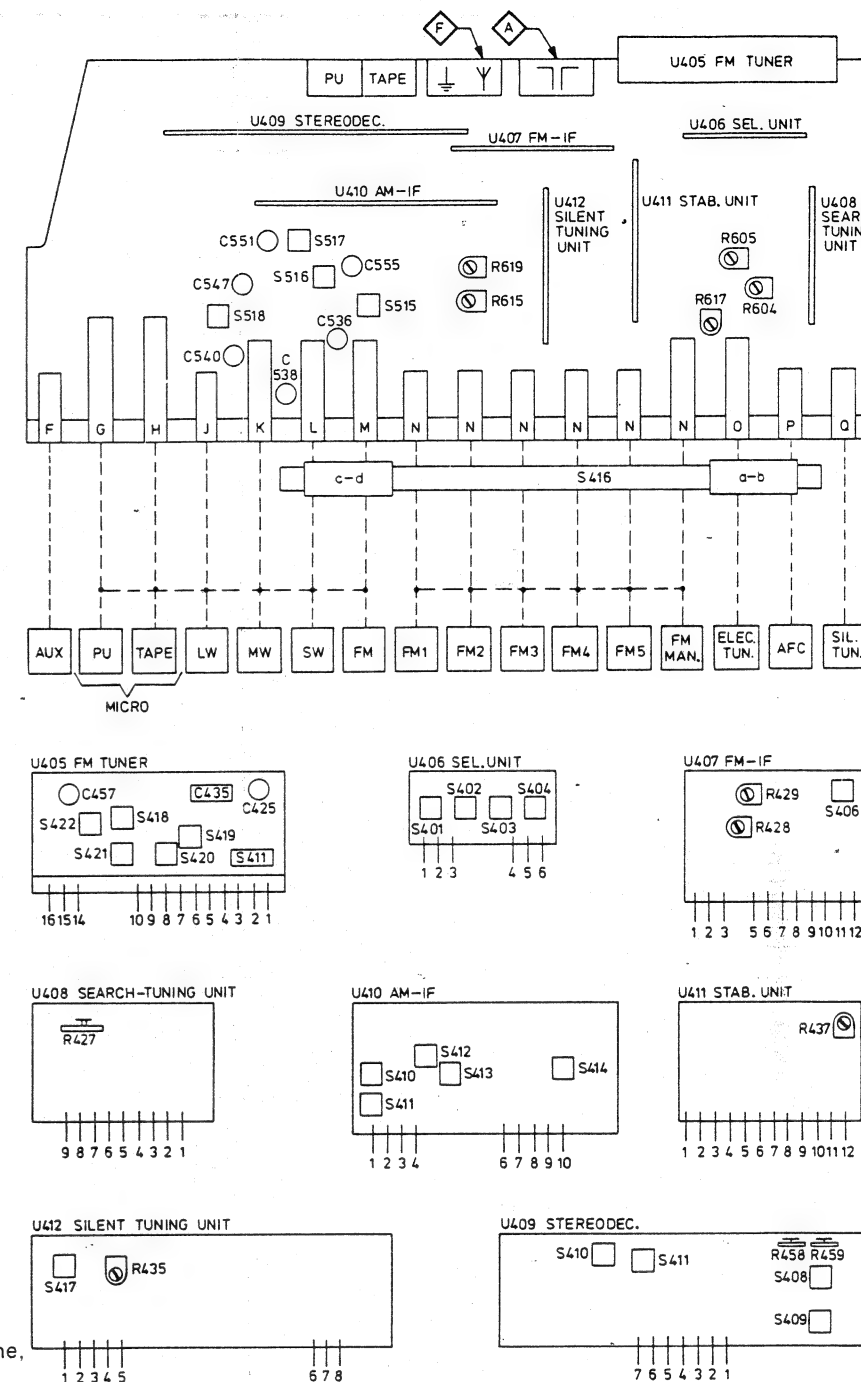 F A
PU TAPE U405 FM TUNER
U409 STEREODEC. U406 SEL. UNIT
U407 FM-IF
U410 AM-IF
U412 SILENT TUNING UNIT
U411 STAB. UNIT
U408 SEAR TUNIN UNIT
C551 S517 R605
S516 C555 R619
C547 R604
S518 S515 R615 R617
C536
C540 C 538
F G H J K L M N N N N N N O P Q
c-d S416 a-b
AUX PU TAPE LW MW SW FM FM1 FM2 FM3 FM4 FM5 FM MAN. ELEC. TUN. AFC SIL. TUN.
MICRO
U405 FM TUNER
C457 C435 C425
S422 S418 S419
S421 S420 S411
16 15 14 10 9 8 7 6 5 4 3 2 1
U406 SEL.UNIT
S402 S404
S401 S403
1 2 3 4 5 6
U407 FM-IF
R429 S406
R428
1 2 3 5 6 7 8 9 10 11 12
U408 SEARCH-TUNING UNIT
R427
9 8 7 6 5 4 3 2 1
U410 AM-IF
S412
S410 S413 S414
S411
1 2 3 4 6 7 8 9 10
U411 STAB. UNIT
R437
1 2 3 4 5 6 7 8 9 10 11 12
U412 SILENT TUNING UNIT
S417 R435
1 2 3 4 5 6 7 8
U409 STEREODEC.
S410 S411 R458 R459
S408
S409
7 6 5 4 3 2 1
ne,